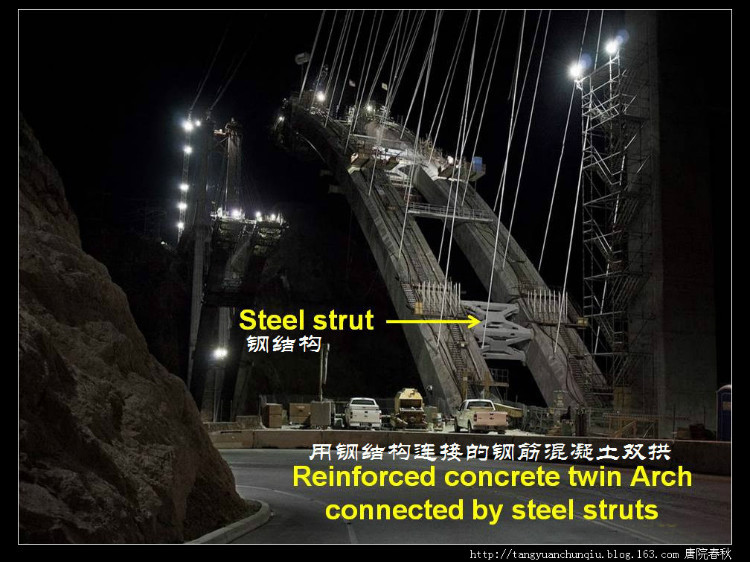 Steel strut
钢结构
用钢结构连接的钢筋混凝土双拱
Reinforced concrete twin Arch
connected by steel struts
http://tangyuanchunqiu.blog.163.com 唐院春秋